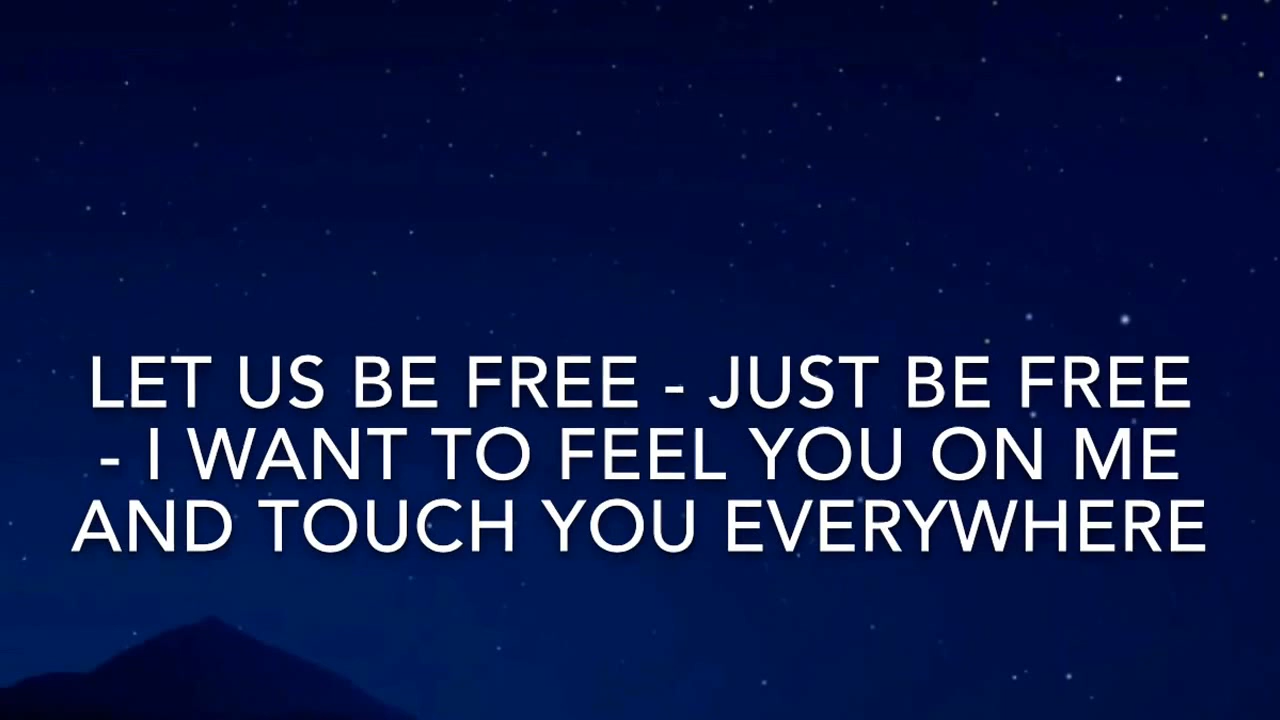 LET US BE FREE - JUST BE FREE
- I WANT TO FEEL YOU ON ME
AND TOUCH YOU EVERYWHERE